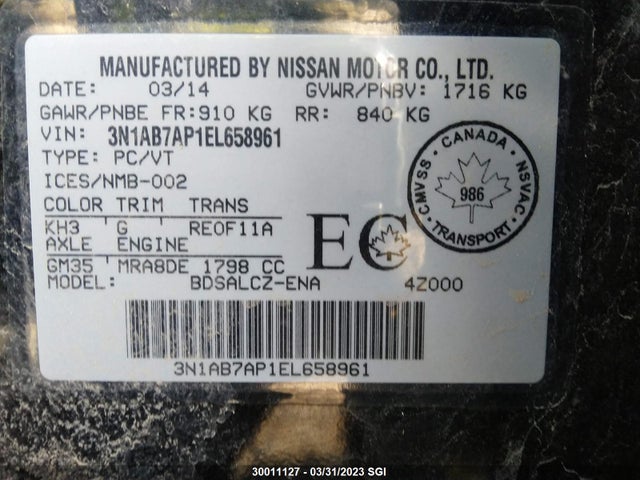 MANUFACTURED BY NISSAN MOTOR CO., LTD.
DATE: 03/14 GVWR/PNBV: 1716 KG
GAWR/PNBE FR:910 KG RR: 840 KG
VIN: 3N1AB7AP1EL658961
TYPE: PC/VT
ICES/NMB-002
COLOR TRIM TRANS
KH3 G RE0F11A
AXLE ENGINE
GM35 MRA8DE 1798 CC
MODEL: BDSALCZ-ENA 4Z000
EC
CANADA
CMVSS 986 NSVAC
TRANSPORT
3N1AB7AP1EL658961
30011127 - 03/31/2023 SGI